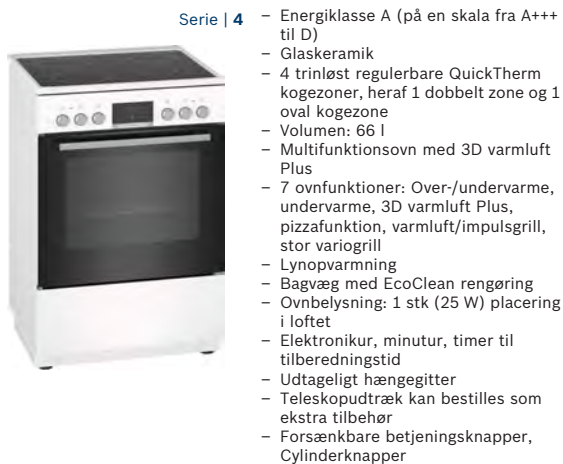 Serie | 4
– Energiklasse A (på en skala fra A+++
til D)
– Glaskeramik
– 4 trinløst regulerbare QuickTherm
kogezoner, heraf 1 dobbelt zone og 1
oval kogezone
– Volumen: 66 l
– Multifunktionsovn med 3D varmluft
Plus
– 7 ovnfunktioner: Over-/undervarme,
undervarme, 3D varmluft Plus,
pizzafunktion, varmluft/impulsgrill,
stor variogrill
– Lynopvarmning
– Bagvæg med EcoClean rengøring
– Ovnbelysning: 1 stk (25 W) placering
i loftet
– Elektronikur, minutur, timer til
tilberedningstid
– Udtageligt hængegitter
– Teleskopudtræk kan bestilles som
ekstra tilbehør
– Forsænkbare betjeningsknapper,
Cylinderknapper